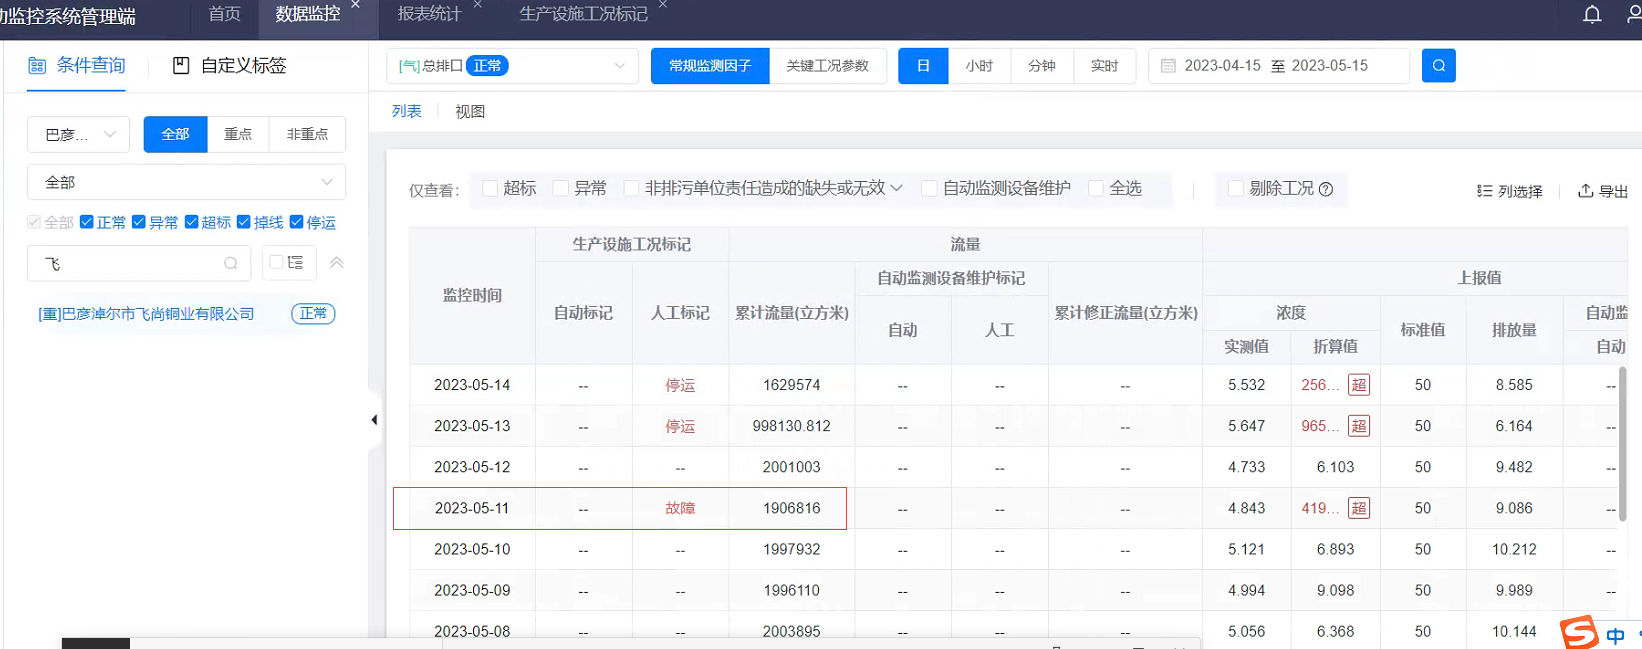 动监控系统管理端
首页
数据监控
报表统计
生产设施工况标记
条件查询
自定义标签
[气]总排口 正常
常规监测因子
关键工况参数
日
小时
分钟
实时
2023-04-15 至 2023-05-15
列表
视图
巴彦...
全部
重点
非重点
全部
全部 正常 异常 超标 掉线 停运
飞
[重]巴彦淖尔市飞尚铜业有限公司
正常
仅查看:
超标
异常
非排污单位责任造成的缺失或无效
自动监测设备维护
全选
剔除工况
列选择
导出
监控时间
生产设施工况标记
流量
自动标记
人工标记
累计流量(立方米)
自动监测设备维护标记
自动
人工
累计修正流量(立方米)
上报值
浓度
实测值
折算值
标准值
排放量
自动监
自动
2023-05-14 -- 停运 1629574 -- -- -- 5.532 256... 超 50 8.585 --
2023-05-13 -- 停运 998130.812 -- -- -- 5.647 965... 超 50 6.164 --
2023-05-12 -- -- 2001003 -- -- -- 4.733 6.103 50 9.482 --
2023-05-11 -- 故障 1906816 -- -- -- 4.843 419... 超 50 9.086 --
2023-05-10 -- -- 1997932 -- -- -- 5.121 6.893 50 10.212 --
2023-05-09 -- -- 1996110 -- -- -- 4.994 9.098 50 9.989 --
2023-05-08 -- -- 2003895 -- -- -- 5.056 6.368 50 10.144 --
中